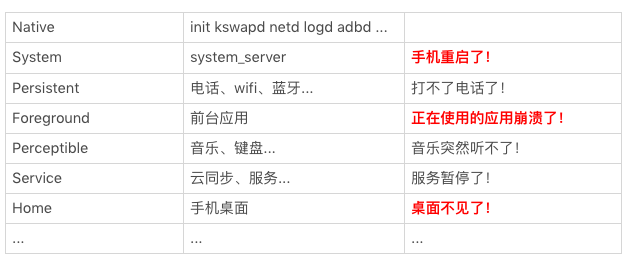 Native init kswapd netd logd adbd ...
System system_server 手机重启了！
Persistent 电话、wifi、蓝牙... 打不了电话了！
Foreground 前台应用 正在使用的应用崩溃了！
Perceptible 音乐、键盘... 音乐突然听不了！
Service 云同步、服务... 服务暂停了！
Home 手机桌面 桌面不见了！
... ... ...